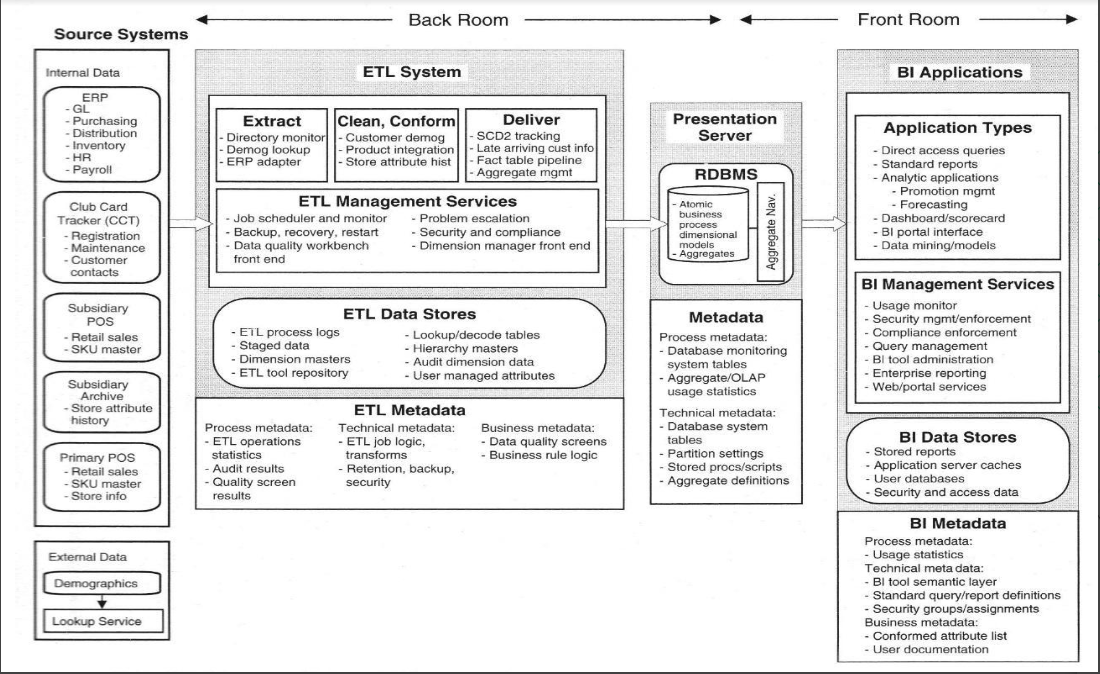 Back Room
Front Room
Source Systems
Internal Data
ERP
- GL
- Purchasing
- Distribution
- Inventory
- HR
- Payroll
Club Card
Tracker (CCT)
- Registration
- Maintenance
- Customer
contacts
Subsidiary
POS
- Retail sales
- SKU master
Subsidiary
Archive
- Store attribute
history
Primary POS
- Retail sales
- SKU master
- Store info
External Data
Demographics
Lookup Service
ETL System
Extract
- Directory monitor
- Demog lookup
- ERP adapter
Clean, Conform
- Customer demog
- Product integration
- Store attribute hist
Deliver
- SCD2 tracking
- Late arriving cust info
- Fact table pipeline
- Aggregate mgmt
ETL Management Services
- Job scheduler and monitor
- Backup, recovery, restart
- Data quality workbench
front end
- Problem escalation
- Security and compliance
- Dimension manager front end
ETL Data Stores
- ETL process logs
- Staged data
- Dimension masters
- ETL tool repository
- Lookup/decode tables
- Hierarchy masters
- Audit dimension data
- User managed attributes
ETL Metadata
Process metadata:
- ETL operations
statistics
- Audit results
- Quality screen
results
Technical metadata:
- ETL job logic,
transforms
- Retention, backup,
security
Business metadata:
- Data quality screens
- Business rule logic
Presentation
Server
RDBMS
- Atomic
business
process
dimensional
models
- Aggregates
Aggregate Nav.
Metadata
Process metadata:
- Database monitoring
system tables
- Aggregate/OLAP
usage statistics
Technical metadata:
- Database system
tables
- Partition settings
- Stored procs/scripts
- Aggregate definitions
BI Applications
Application Types
- Direct access queries
- Standard reports
- Analytic applications
- Promotion mgmt
- Forecasting
- Dashboard/scorecard
- BI portal interface
- Data mining/models
BI Management Services
- Usage monitor
- Security mgmt/enforcement
- Compliance enforcement
- Query management
- BI tool administration
- Enterprise reporting
- Web/portal services
BI Data Stores
- Stored reports
- Application server caches
- User databases
- Security and access data
BI Metadata
Process metadata:
- Usage statistics
Technical meta data:
- BI tool semantic layer
- Standard query/report definitions
- Security groups/assignments
Business metadata:
- Conformed attribute list
- User documentation